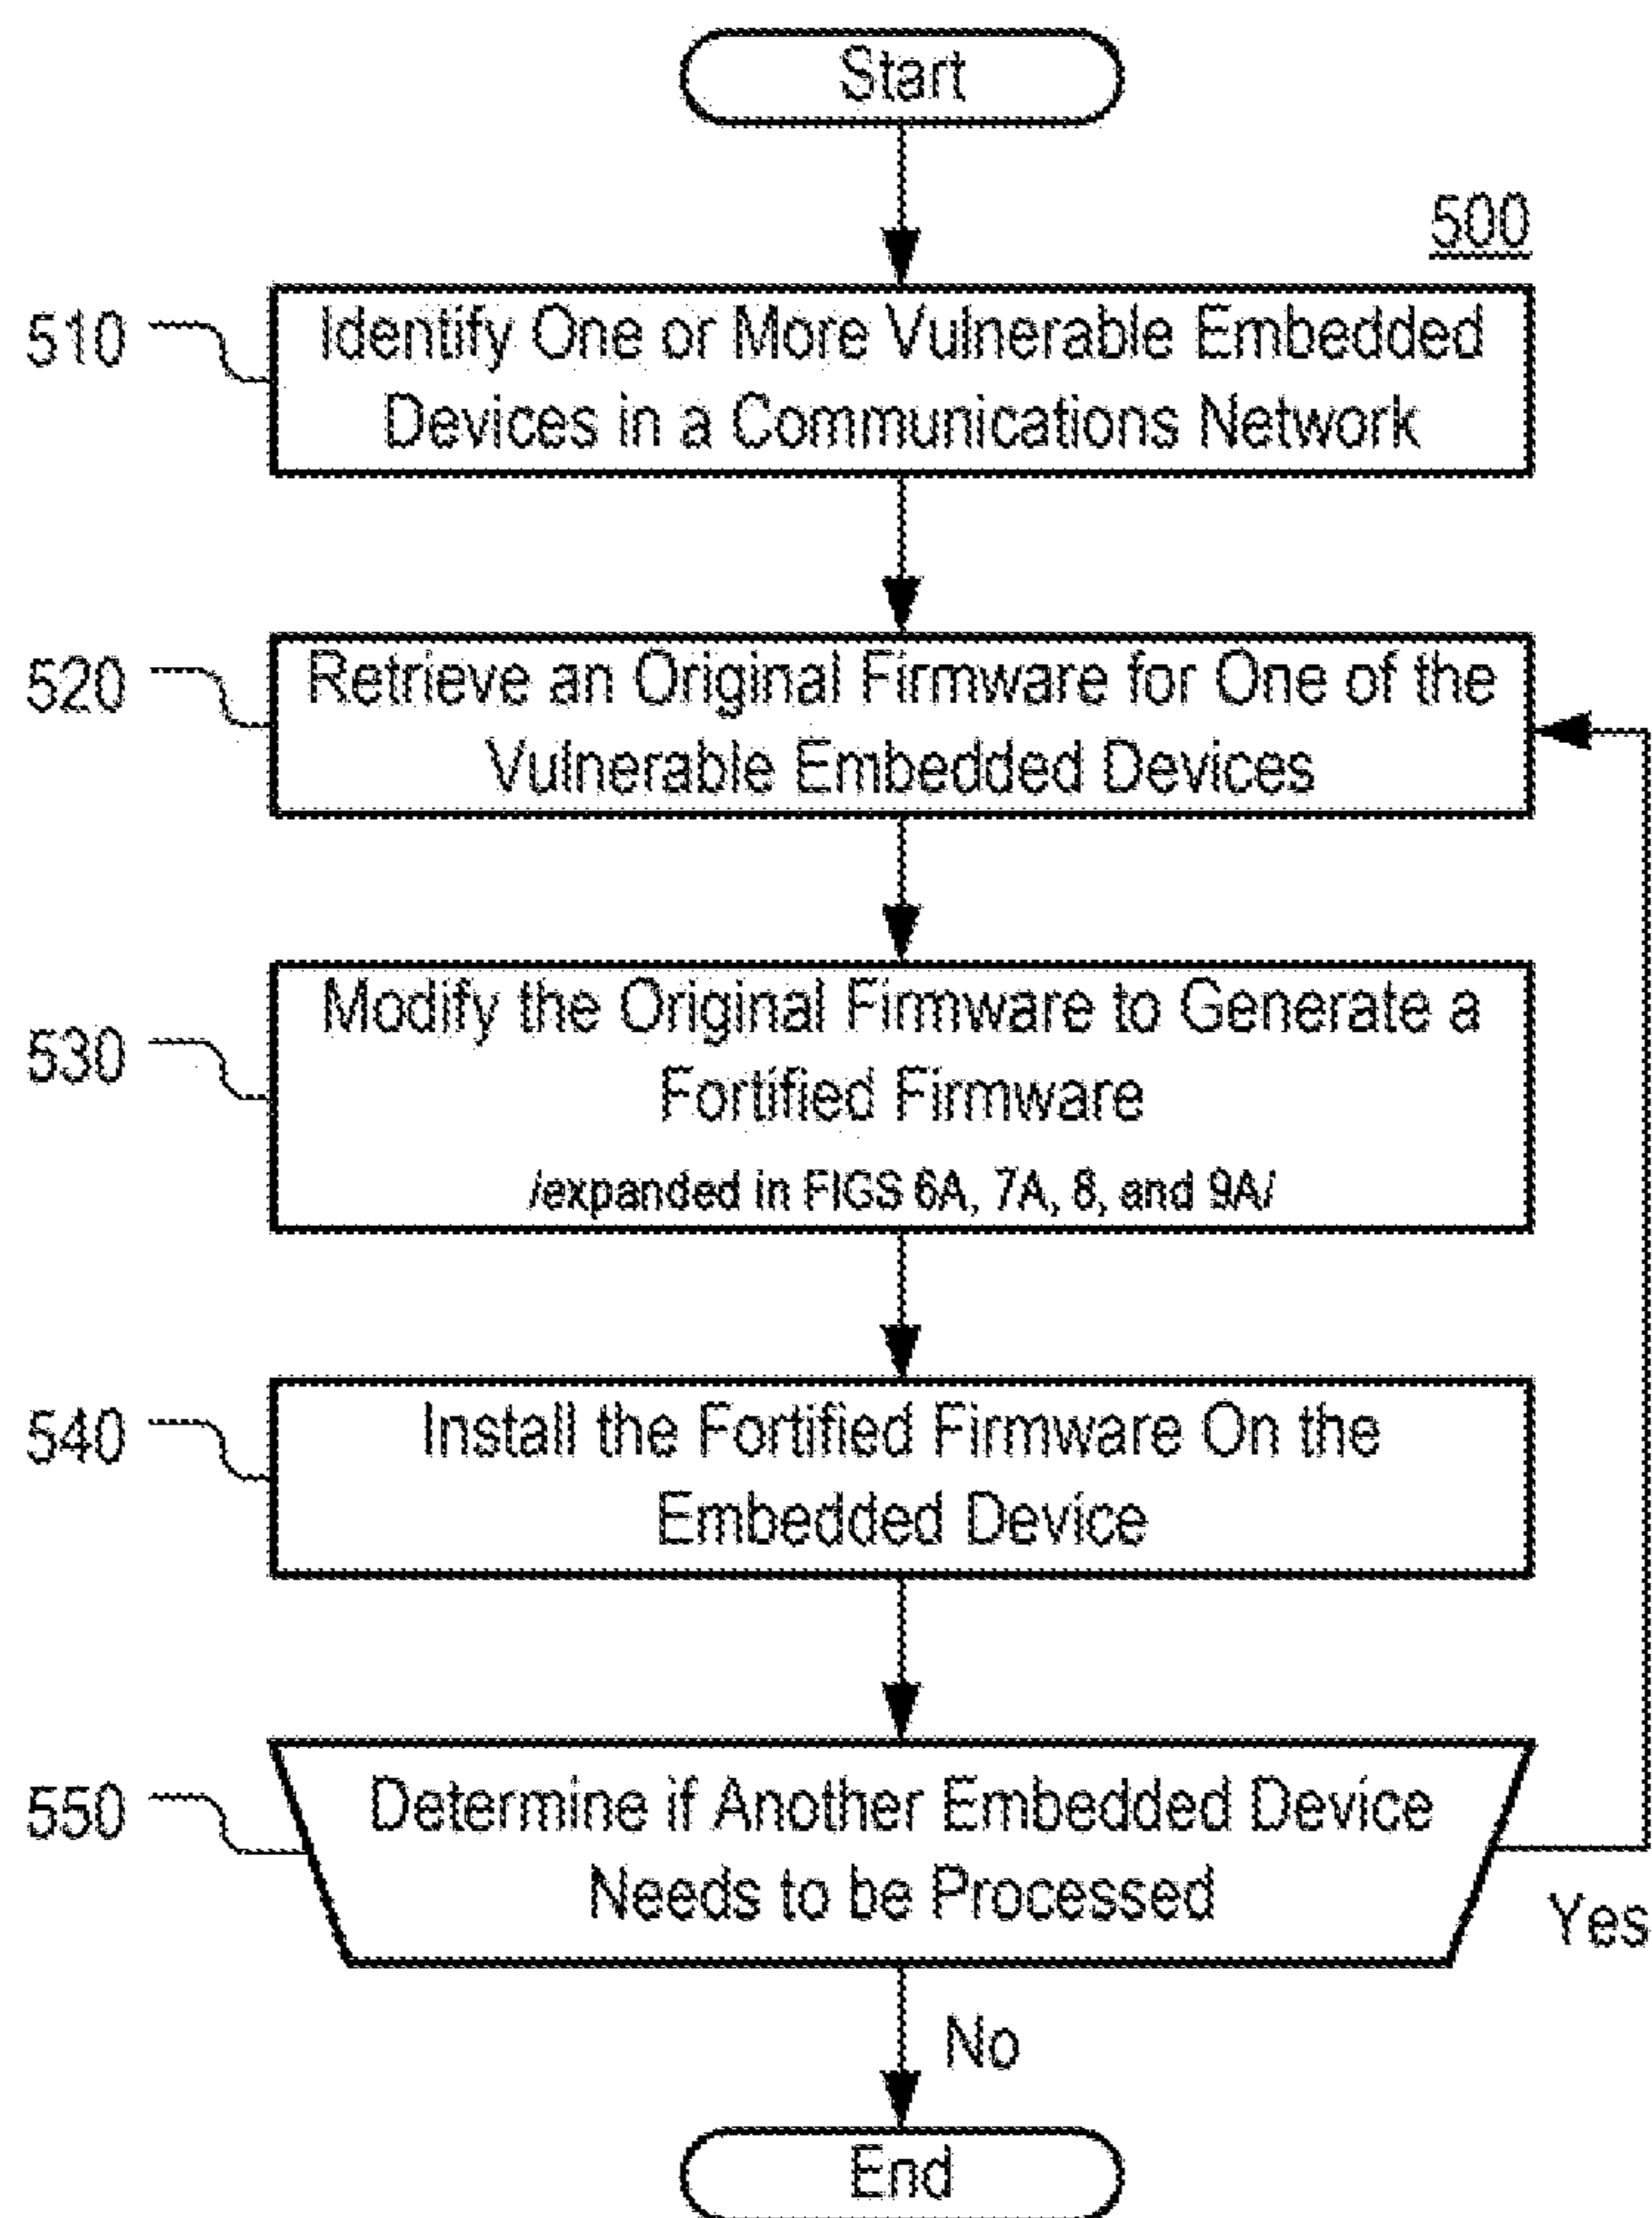 Start
500
510
Identify One or More Vulnerable Embedded
Devices in a Communications Network
520
Retrieve an Original Firmware for One of the
Vulnerable Embedded Devices
530
Modify the Original Firmware to Generate a
Fortified Firmware
/expanded in FIGS 6A, 7A, 8, and 9A/
540
Install the Fortified Firmware On the
Embedded Device
550
Determine if Another Embedded Device
Needs to be Processed
Yes
No
End